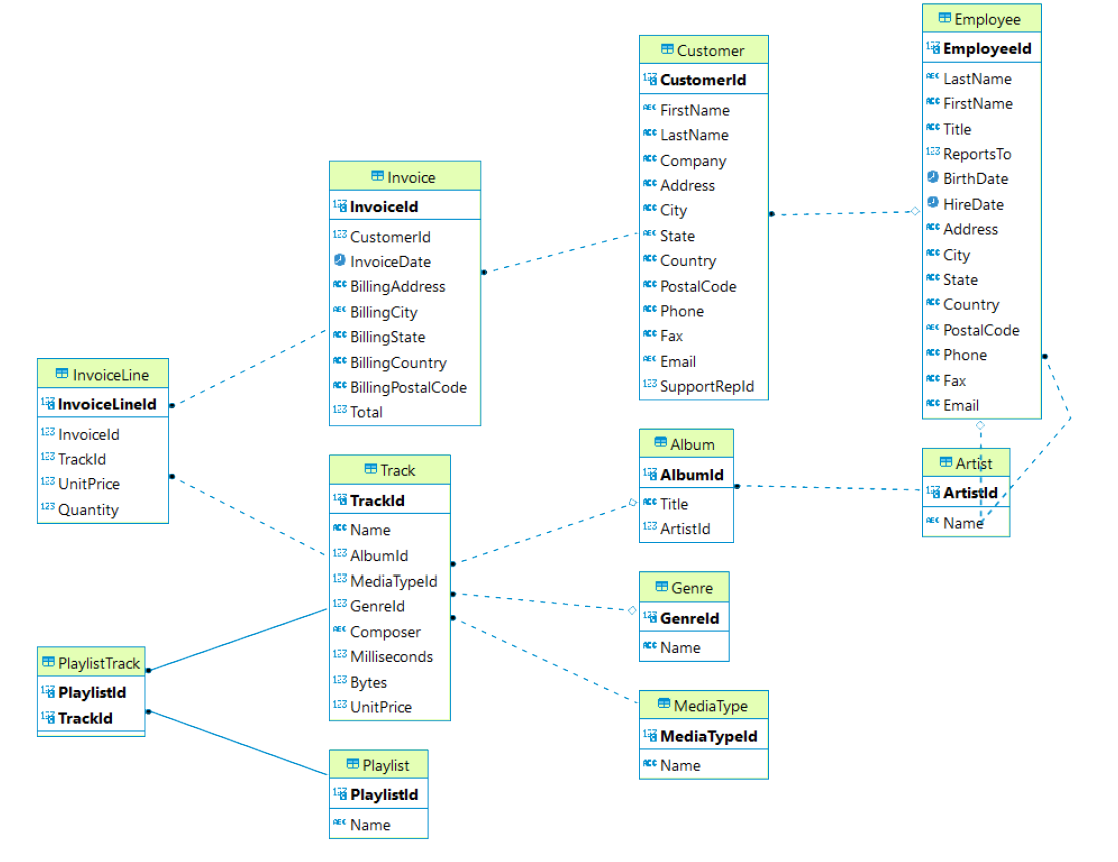 Employee
EmployeeId
LastName
FirstName
Title
ReportsTo
BirthDate
HireDate
Address
City
State
Country
PostalCode
Phone
Fax
Email
Customer
CustomerId
FirstName
LastName
Company
Address
City
State
Country
PostalCode
Phone
Fax
Email
SupportRepId
Invoice
InvoiceId
CustomerId
InvoiceDate
BillingAddress
BillingCity
BillingState
BillingCountry
BillingPostalCode
Total
InvoiceLine
InvoiceLineId
InvoiceId
TrackId
UnitPrice
Quantity
Track
TrackId
Name
AlbumId
MediaTypeId
GenreId
Composer
Milliseconds
Bytes
UnitPrice
Album
AlbumId
Title
ArtistId
Artist
ArtistId
Name
Genre
GenreId
Name
MediaType
MediaTypeId
Name
PlaylistTrack
PlaylistId
TrackId
Playlist
PlaylistId
Name